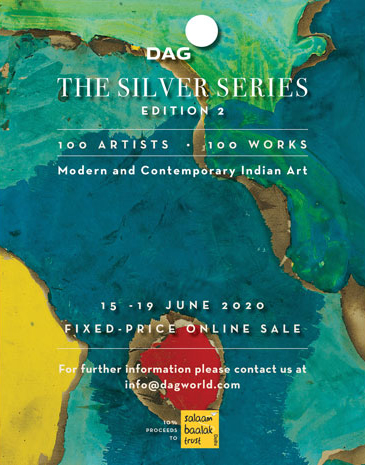 DAG
THE SILVER SERIES
EDITION 2
100 ARTISTS • 100 WORKS
Modern and Contemporary Indian Art
15 -19 JUNE 2020
FIXED-PRICE ONLINE SALE
For further information please contact us at
info@dagworld.com
10%
PROCEEDS
TO
salaam
baalak
trust
Delhi